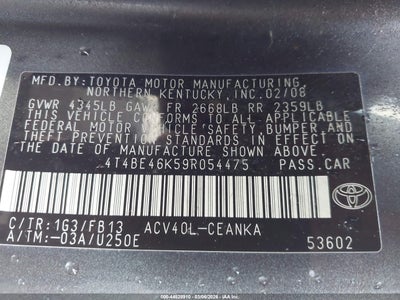 MFD.BY:TOYOTA MOTOR MANUFACTURING
NORTHERN KENTUCKY,INC.02/08
GVWR 4345LB GAWR FR 2668LB RR 2359LB
THIS VEHICLE CONFORMS TO ALL APPLICABLE
FEDERAL MOTOR VEHICLE SAFETY,BUMPER,AND
THEFT PREVENTION STANDARDS IN EFFECT ON
THE DATE OF MANUFACTURE SHOWN ABOVE.
4T4BE46K59R054475 PASS.CAR
C/TR:1G3/FB13 ACV40L-CEANKA
A/TM:-03A/U250E
TOYOTA
53602